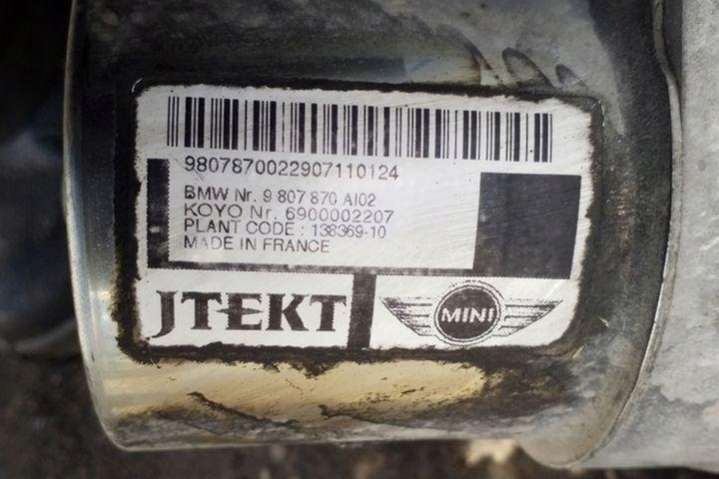 9807870022907110124
BMW Nr. 9 807 870 AI02
KOYO Nr. 6900002207
PLANT CODE : 138369-10
MADE IN FRANCE
JTEKT
MINI